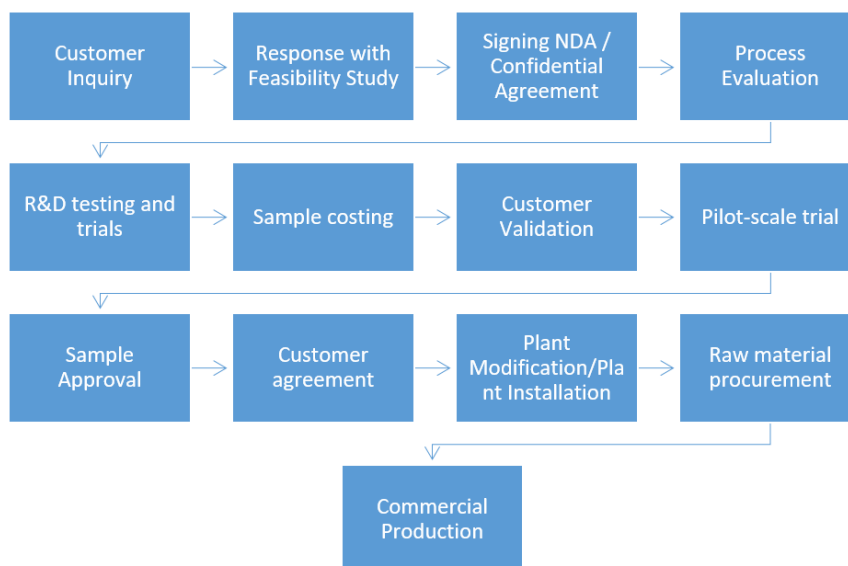 Customer
Inquiry
Response with
Feasibility Study
Signing NDA /
Confidential
Agreement
Process
Evaluation
R&D testing and
trials
Sample costing
Customer
Validation
Pilot-scale trial
Sample
Approval
Customer
agreement
Plant
Modification/Pla
nt Installation
Raw material
procurement
Commercial
Production